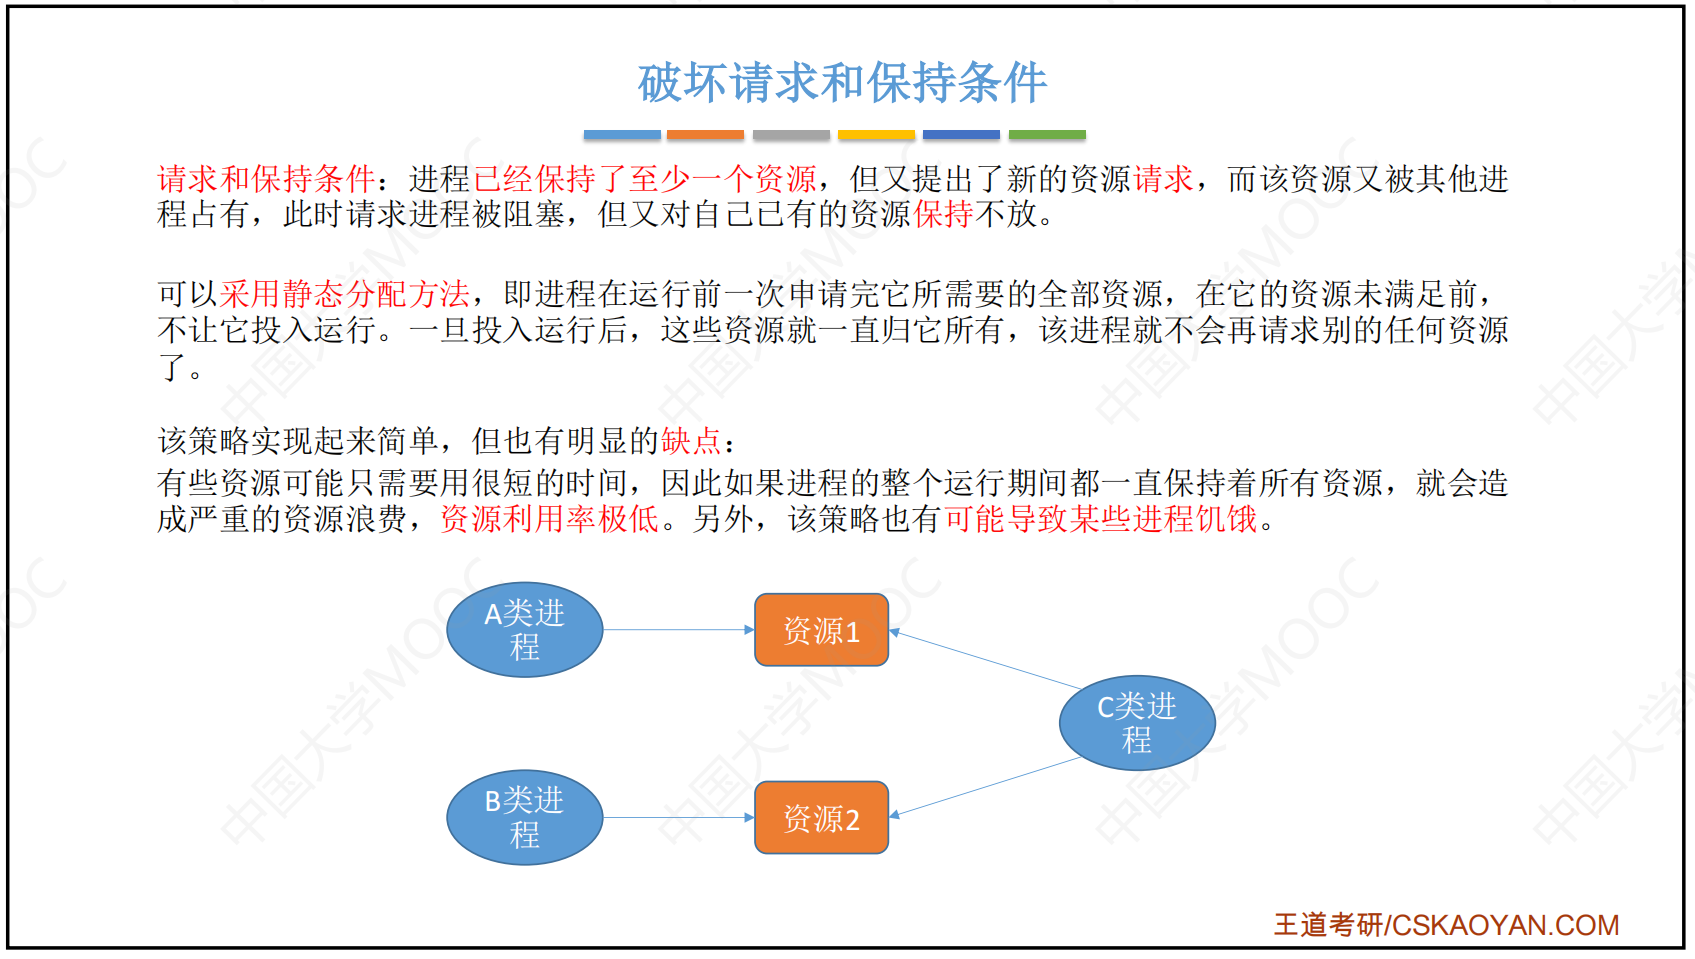 破坏请求和保持条件
请求和保持条件：进程已经保持了至少一个资源，但又提出了新的资源请求，而该资源又被其他进
程占有，此时请求进程被阻塞，但又对自己已有的资源保持不放。
可以采用静态分配方法，即进程在运行前一次申请完它所需要的全部资源，在它的资源未满足前，
不让它投入运行。一旦投入运行后，这些资源就一直归它所有，该进程就不会再请求别的任何资源
了。
该策略实现起来简单，但也有明显的缺点：
有些资源可能只需要用很短的时间，因此如果进程的整个运行期间都一直保持着所有资源，就会造
成严重的资源浪费，资源利用率极低。另外，该策略也有可能导致某些进程饥饿。
A类进
程
资源1
C类进
程
B类进
程
资源2
王道考研/CSKAOYAN.COM
中国大学MOOC